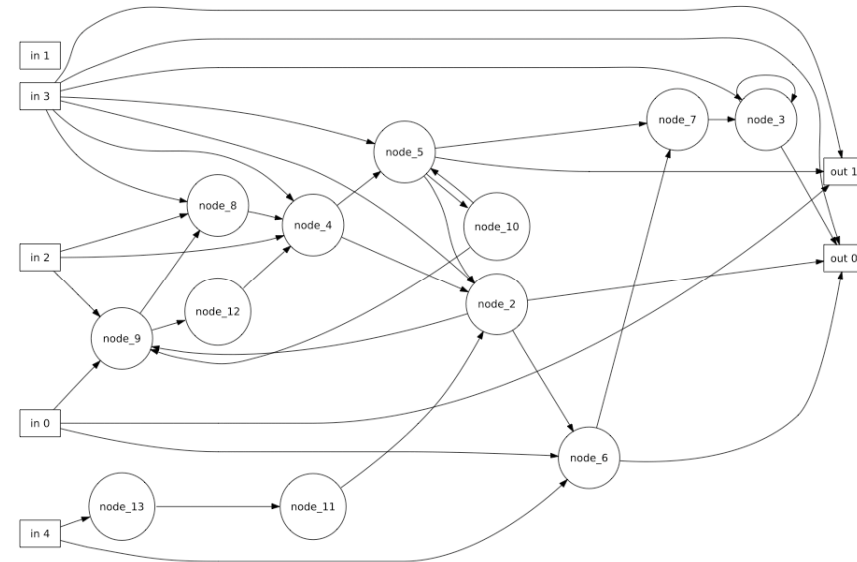 in 1
in 3
node_7
node_3
node_5
out 1
node_8
node_4
node_10
in 2
out 0
node_12
node_2
node_9
in 0
node_6
node_13
node_11
in 4